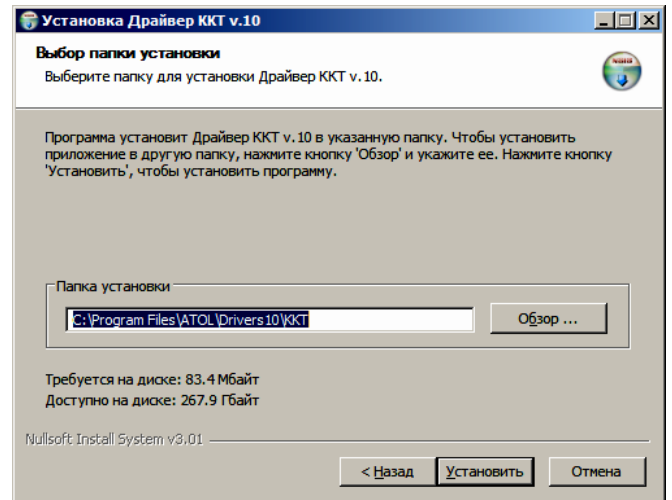 Установка Драйвер ККТ v.10
Выбор папки установки
Выберите папку для установки Драйвер ККТ v.10.
Программа установит Драйвер ККТ v.10 в указанную папку. Чтобы установить
приложение в другую папку, нажмите кнопку 'Обзор' и укажите ее. Нажмите кнопку
'Установить', чтобы установить программу.
Папка установки
C:\Program Files\ATOL\Drivers10\KKT
Обзор ...
Требуется на диске: 83.4 Мбайт
Доступно на диске: 267.9 Гбайт
Nullsoft Install System v3.01
< Назад
Установить
Отмена